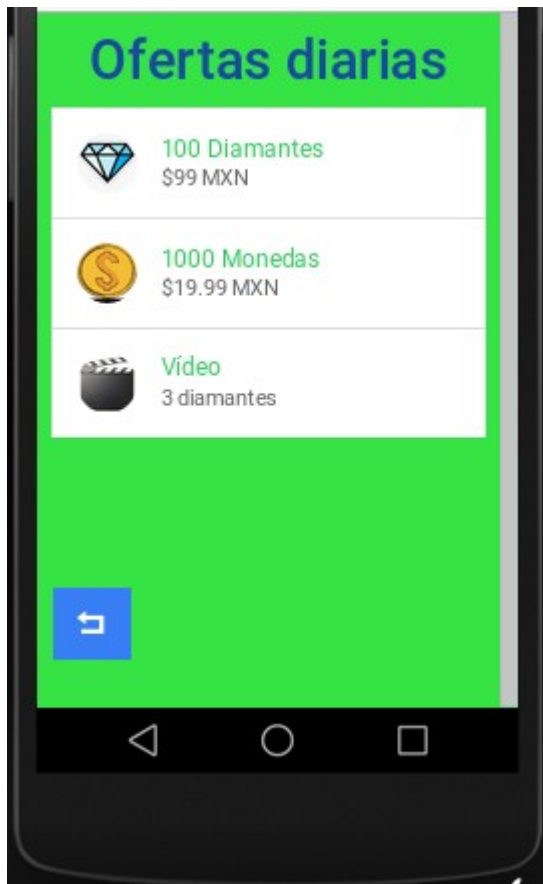 Ofertas diarias
100 Diamantes
$99 MXN
1000 Monedas
$19.99 MXN
Vídeo
3 diamantes